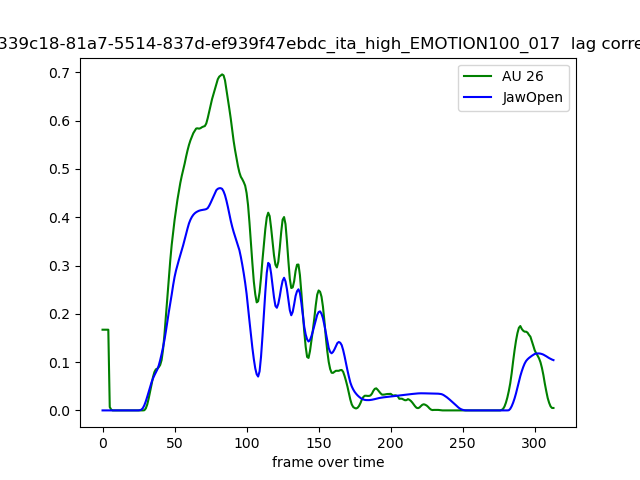 339c18-81a7-5514-837d-ef939f47ebdc_ita_high_EMOTION100_017 lag corre
AU 26
JawOpen
0.7
0.6
0.5
0.4
0.3
0.2
0.1
0.0
0 50 100 150 200 250 300
frame over time